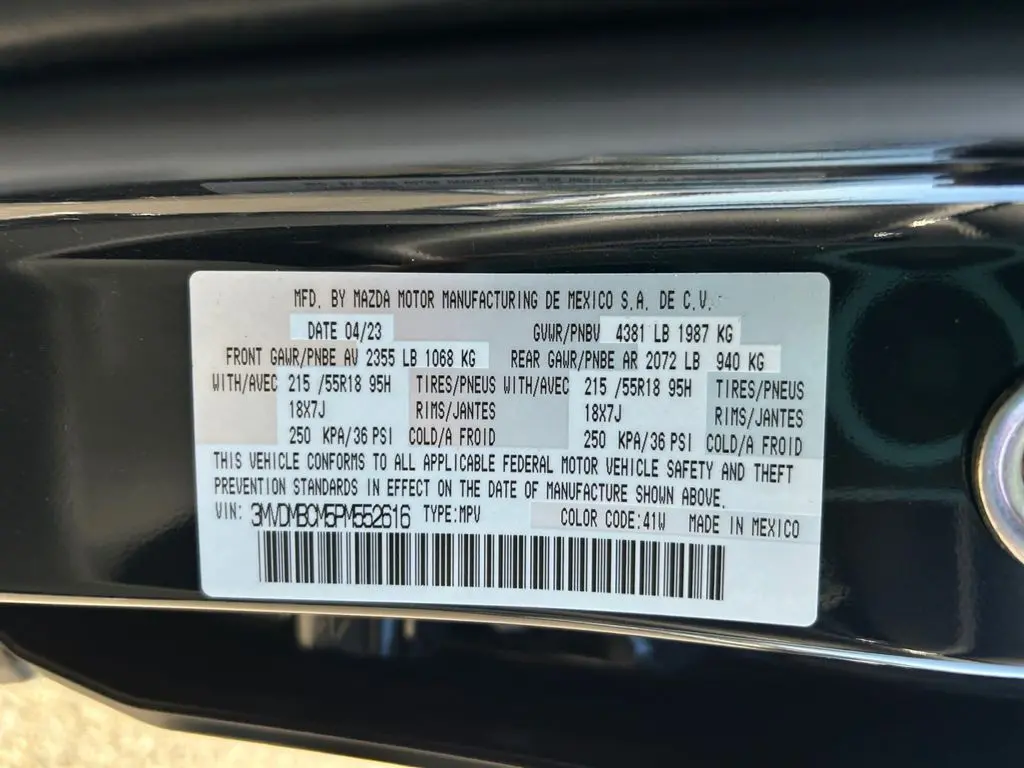 MFD. BY MAZDA MOTOR MANUFACTURING DE MEXICO S.A. DE C.V.
DATE 04/23 GVWR/PNBV 4381 LB 1987 KG
FRONT GAWR/PNBE AV 2355 LB 1068 KG REAR GAWR/PNBE AR 2072 LB 940 KG
WITH/AVEC 215 /55R18 95H TIRES/PNEUS WITH/AVEC 215 /55R18 95H TIRES/PNEUS
18X7J RIMS/JANTES 18X7J RIMS/JANTES
250 KPA/36 PSI COLD/A FROID 250 KPA/36 PSI COLD/A FROID
THIS VEHICLE CONFORMS TO ALL APPLICABLE FEDERAL MOTOR VEHICLE SAFETY AND THEFT
PREVENTION STANDARDS IN EFFECT ON THE DATE OF MANUFACTURE SHOWN ABOVE.
VIN: 3MVDMBCM5PM552616 TYPE:MPV COLOR CODE:41W MADE IN MEXICO